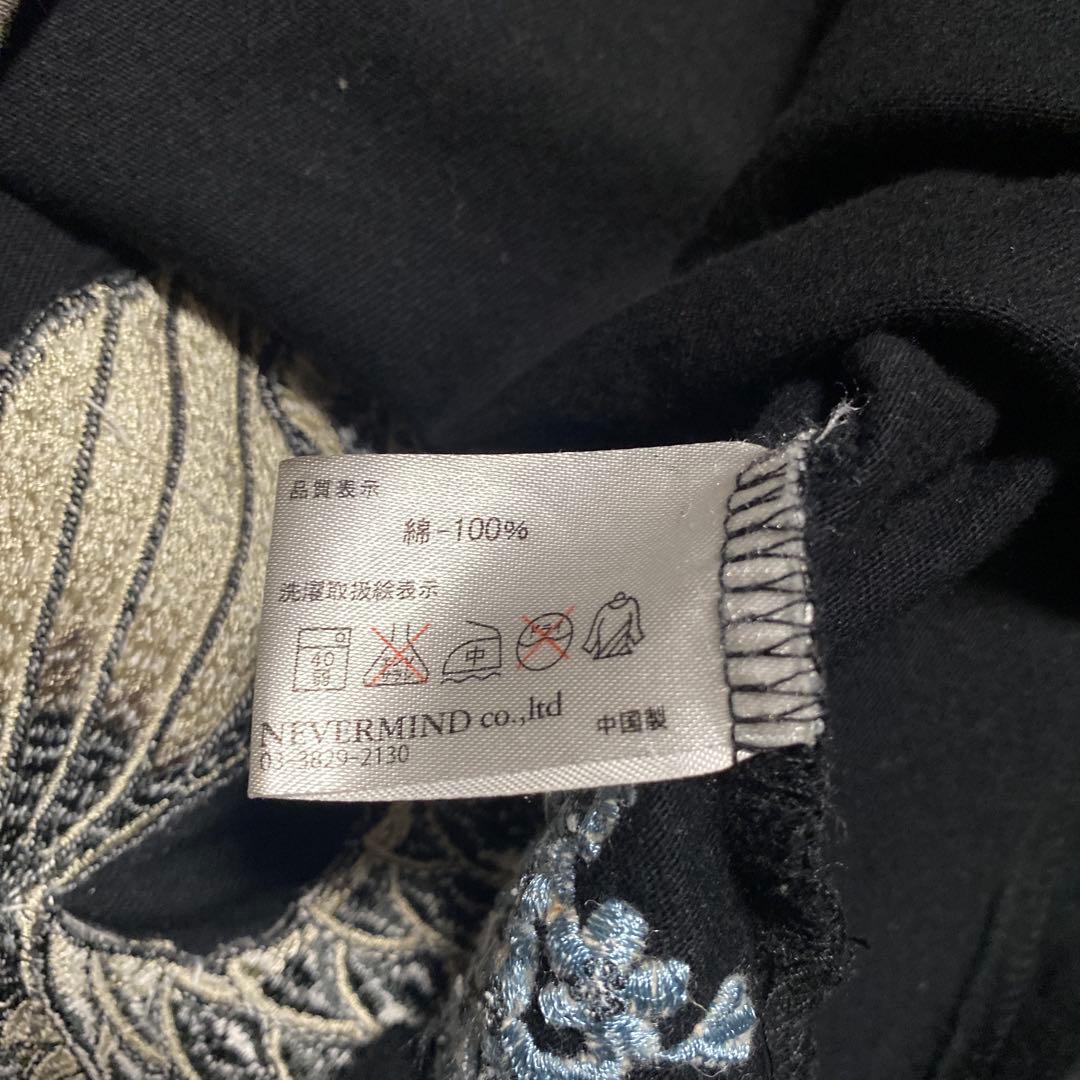 品質表示
綿-100%
洗濯取扱絵表示
40
中
NEVERMIND co.,ltd
03-3829-2130
中国製